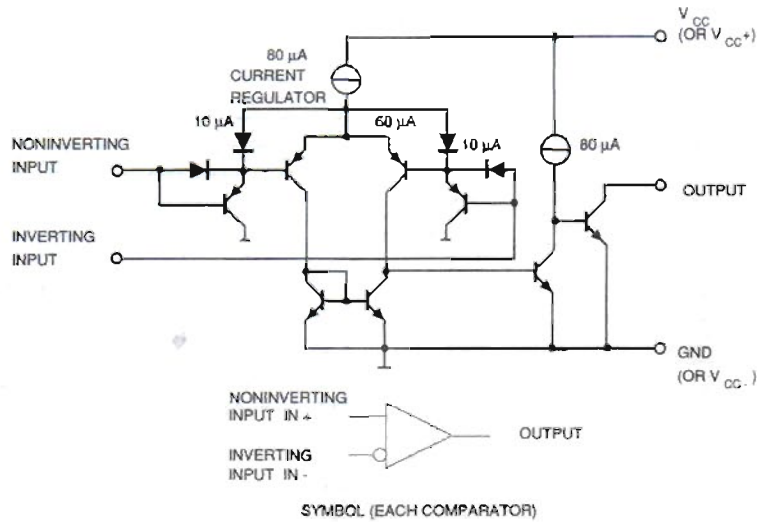 V CC
(OR V CC+)
80 µA
CURRENT
REGULATOR
10 µA
60 µA
10 µA
80 µA
NONINVERTING
INPUT
OUTPUT
INVERTING
INPUT
GND
(OR V CC-)
NONINVERTING
INPUT IN +
OUTPUT
INVERTING
INPUT IN -
SYMBOL (EACH COMPARATOR)